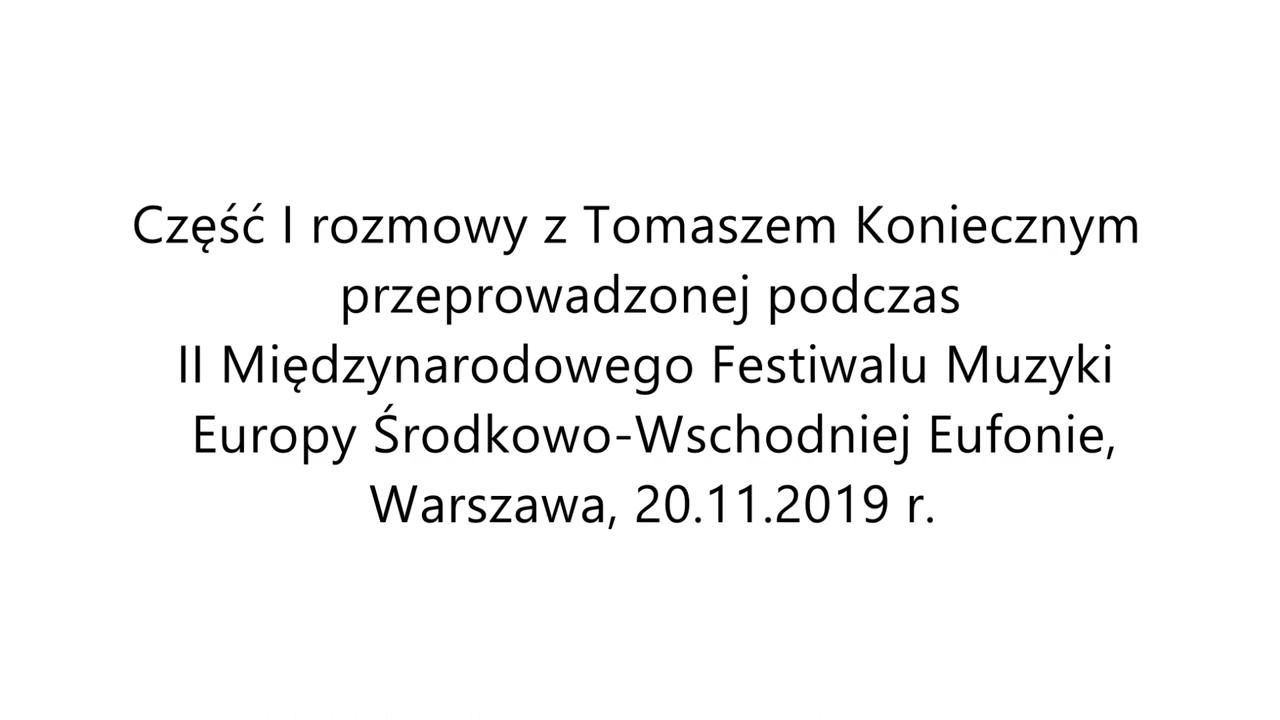 Część I rozmowy z Tomaszem Koniecznym
przeprowadzonej podczas
II Międzynarodowego Festiwalu Muzyki
Europy Środkowo-Wschodniej Eufonie,
Warszawa, 20.11.2019 r.